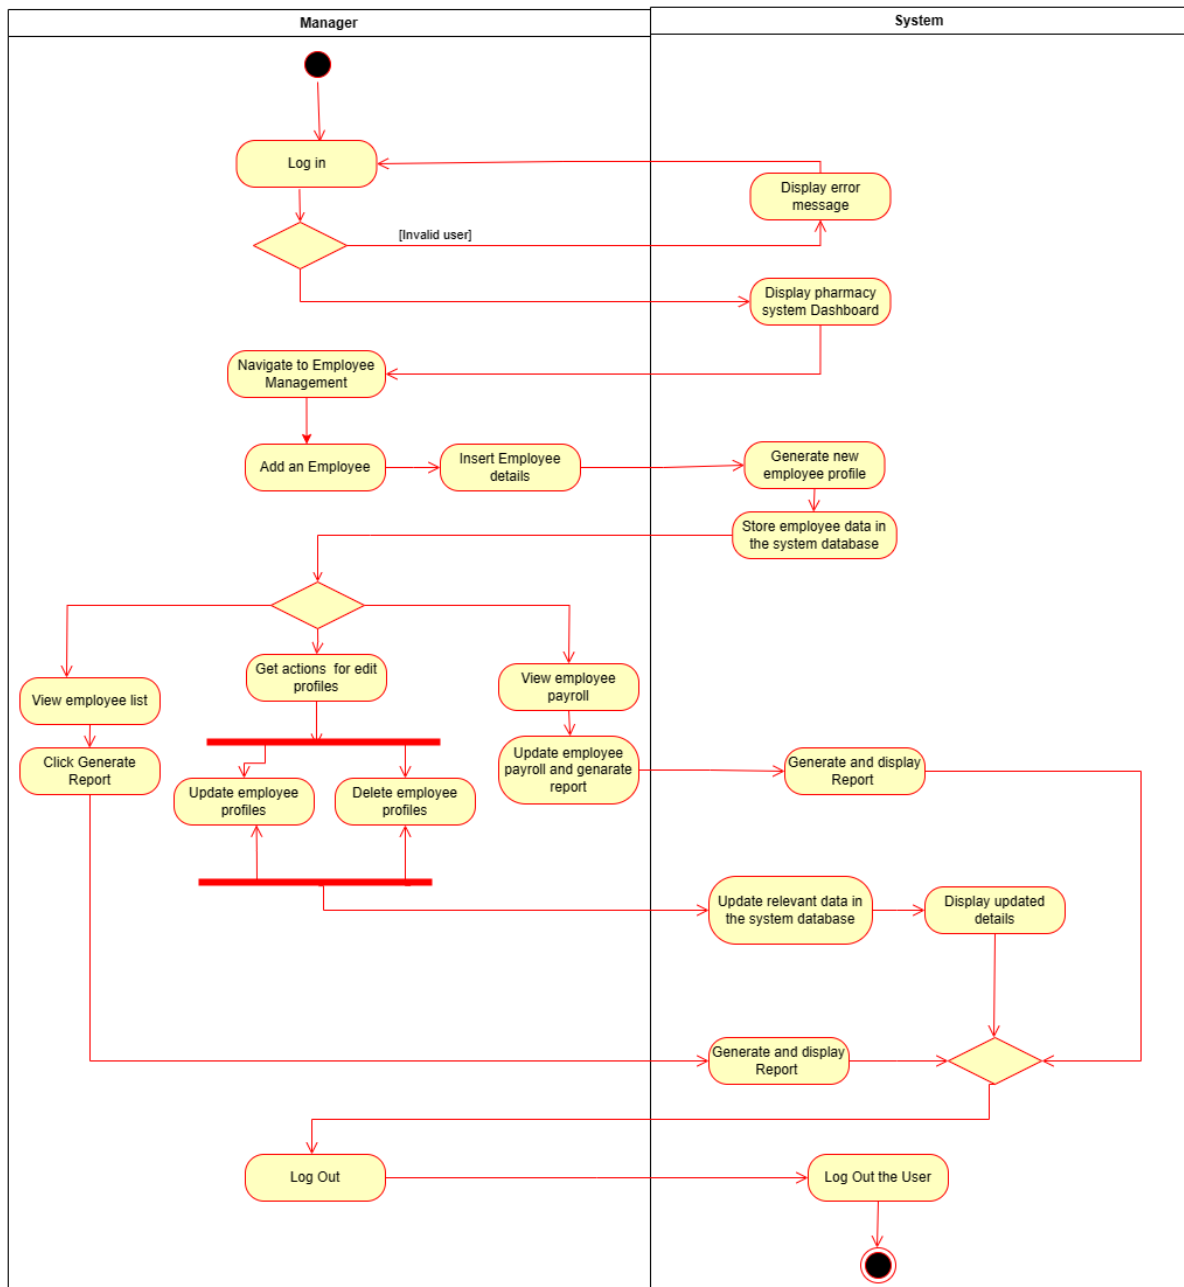 Manager
System
Log in
Display error
message
[Invalid user]
Display pharmacy
system Dashboard
Navigate to Employee
Management
Add an Employee
Insert Employee
details
Generate new
employee profile
Store employee data in
the system database
Get actions  for edit
profiles
View employee
payroll
View employee list
Click Generate
Report
Update employee
payroll and genarate
report
Generate and display
Report
Update employee
profiles
Delete employee
profiles
Update relevant data in
the system database
Display updated
details
Generate and display
Report
Log Out
Log Out the User